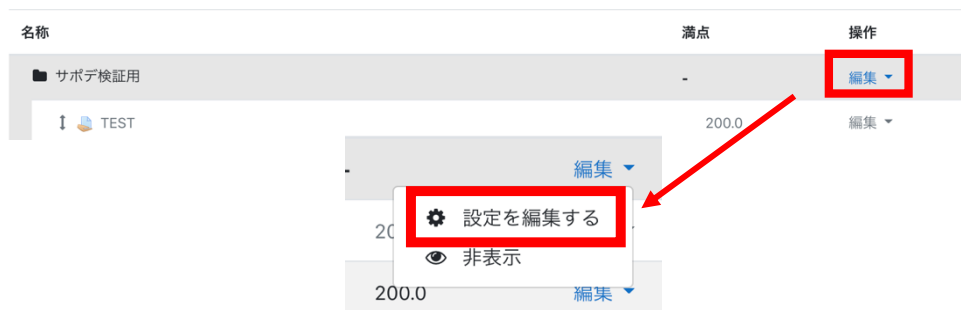 名称 満点 操作
サポデ検証用 - 編集
TEST 200.0 編集
- 編集
設定を編集する
20
非表示
200.0 編集